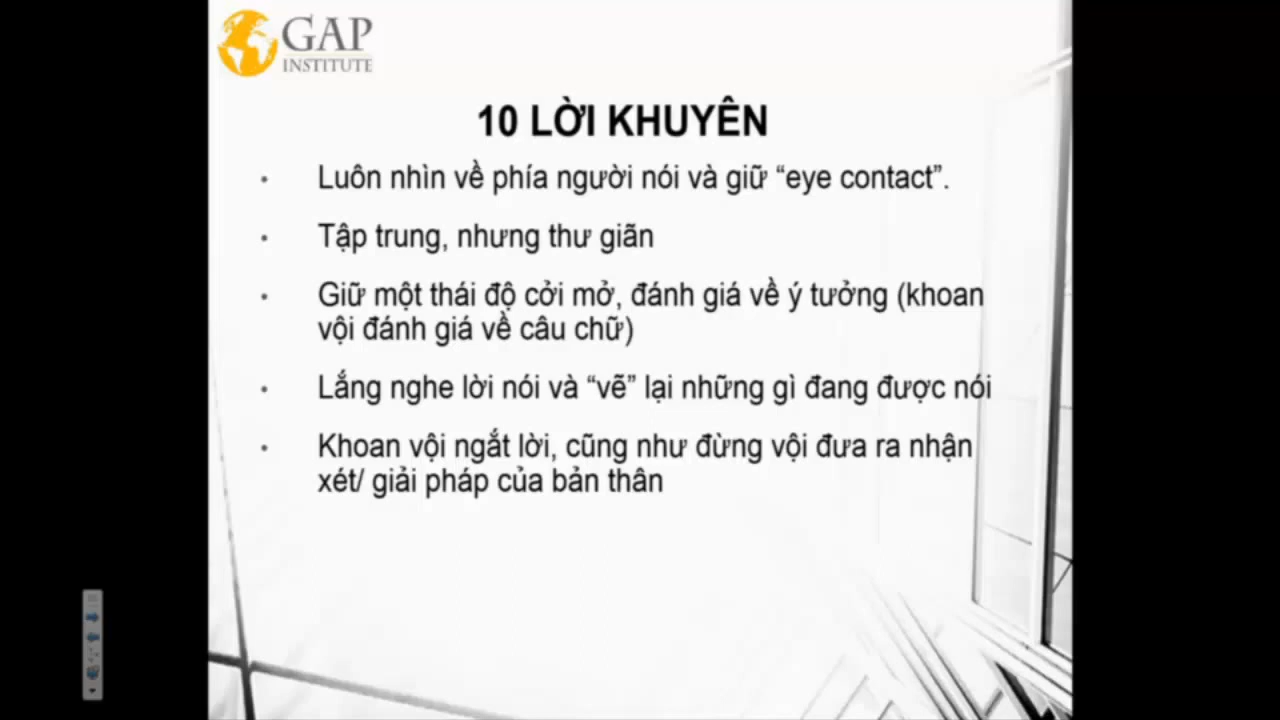 GAP
INSTITUTE
10 LỜI KHUYÊN
• Luôn nhìn về phía người nói và giữ “eye contact”.
• Tập trung, nhưng thư giãn
• Giữ một thái độ cởi mở, đánh giá về ý tưởng (khoan
vội đánh giá về câu chữ)
• Lắng nghe lời nói và “vẽ” lại những gì đang được nói
• Khoan vội ngắt lời, cũng như đừng vội đưa ra nhận
xét/ giải pháp của bản thân